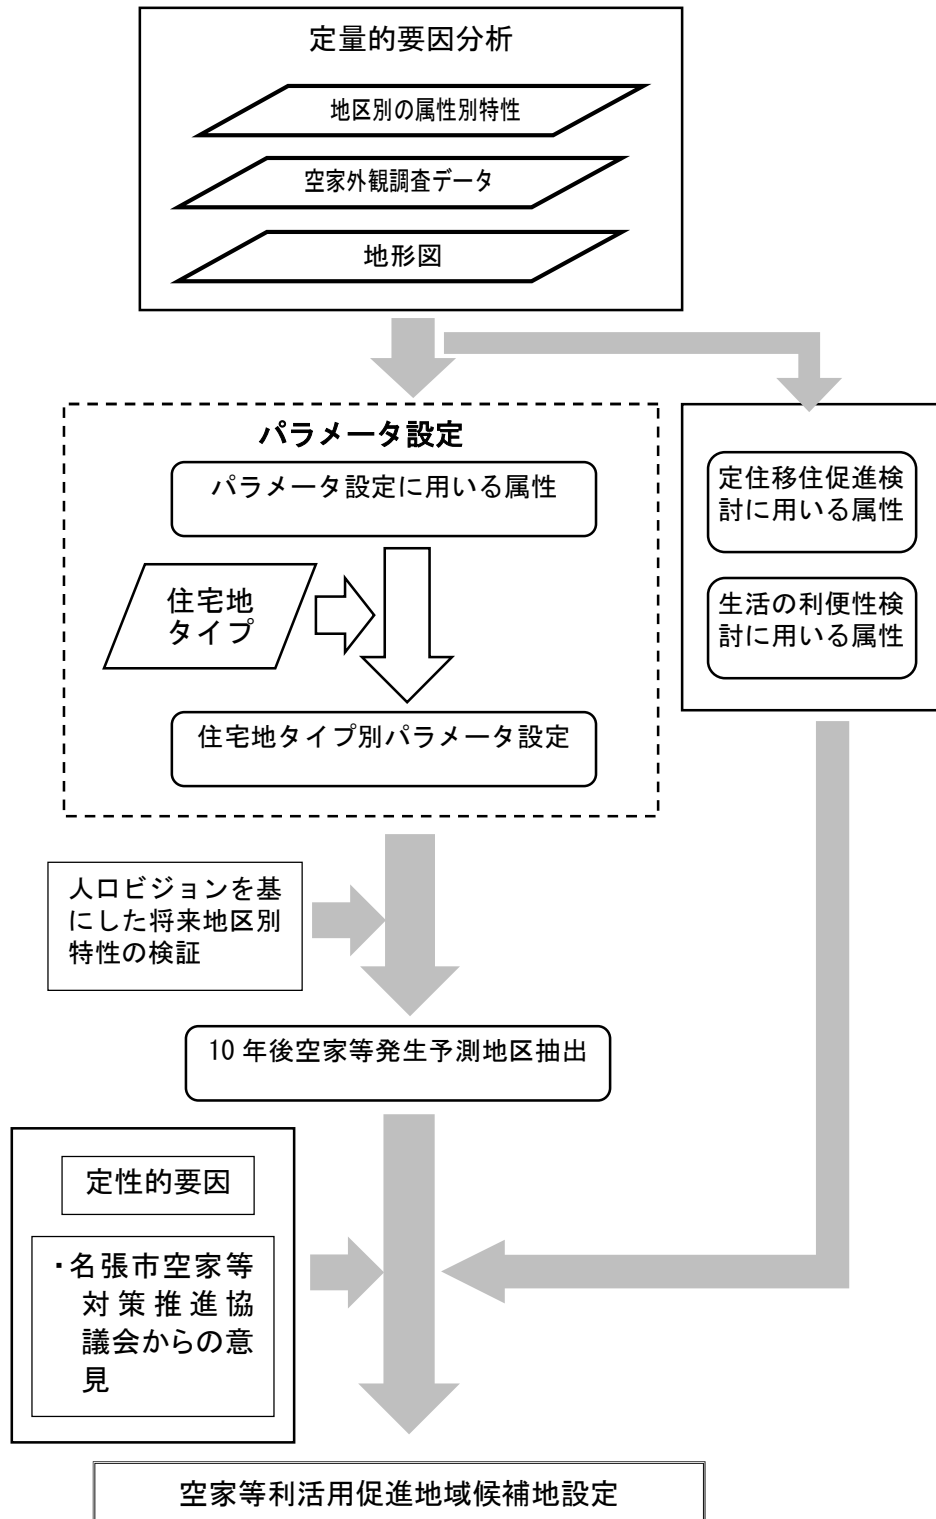 定量的要因分析
地区別の属性別特性
空家外観調査データ
地形図
パラメータ設定
パラメータ設定に用いる属性
住宅地
タイプ
住宅地タイプ別パラメータ設定
定住移住促進検
討に用いる属性
生活の利便性検
討に用いる属性
人口ビジョンを基
にした将来地区別
特性の検証
10 年後空家等発生予測地区抽出
定性的要因
・名張市空家等
対策推進協
議会からの意
見
空家等利活用促進地域候補地設定